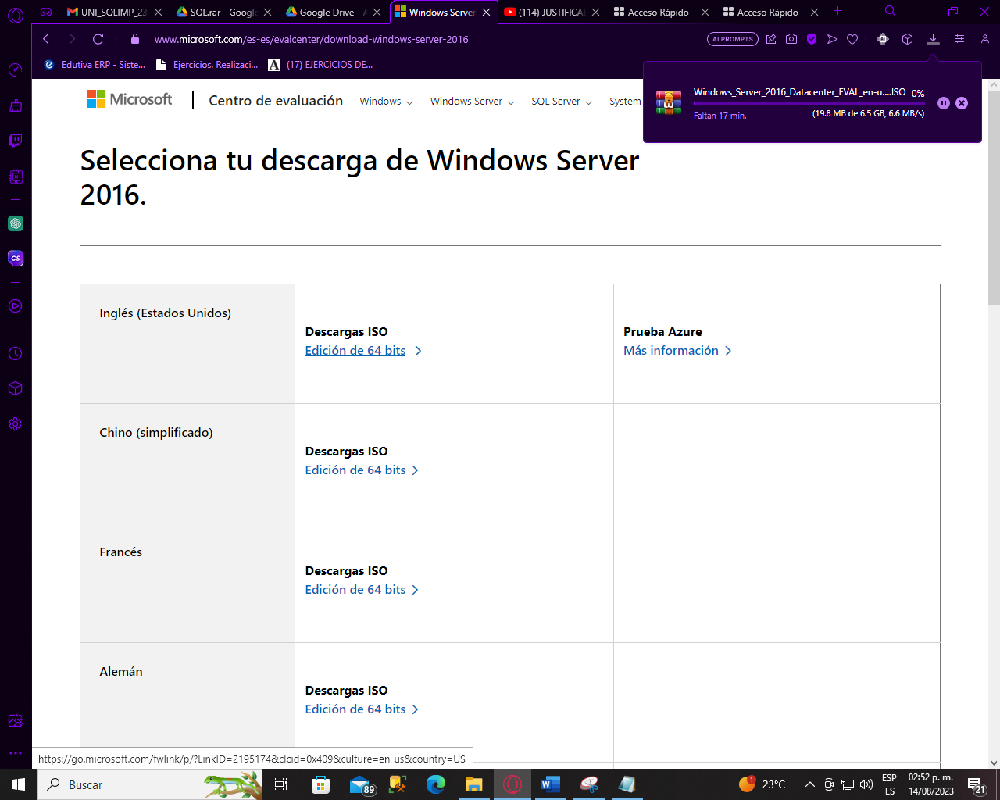 UNI_SQLIMP_23
SQL.rar - Google
Google Drive - A
Windows Server
(114) JUSTIFICA
Acceso Rápido
Acceso Rápido
www.microsoft.com/es-es/evalcenter/download-windows-server-2016
AI PROMPTS
Edutiva ERP - Siste...
Ejercicios. Realizaci...
A
(17) EJERCICIOS DE...
Windows_Server_2016_Datacenter_EVAL_en-u....ISO 0%
Faltan 17 min.
(19.8 MB de 6.5 GB, 6.6 MB/s)
Microsoft
Centro de evaluación
Windows
Windows Server
SQL Server
System
Selecciona tu descarga de Windows Server
2016.
Inglés (Estados Unidos)
Descargas ISO
Edición de 64 bits
Prueba Azure
Más información
Chino (simplificado)
Descargas ISO
Edición de 64 bits
Francés
Descargas ISO
Edición de 64 bits
Alemán
Descargas ISO
Edición de 64 bits
CS
https://go.microsoft.com/fwlink/p/?LinkID=2195174&clcid=0x409&culture=en-us&country=US
Buscar
89
1
23°C
ESP
ES
02:52 p. m.
14/08/2023
21